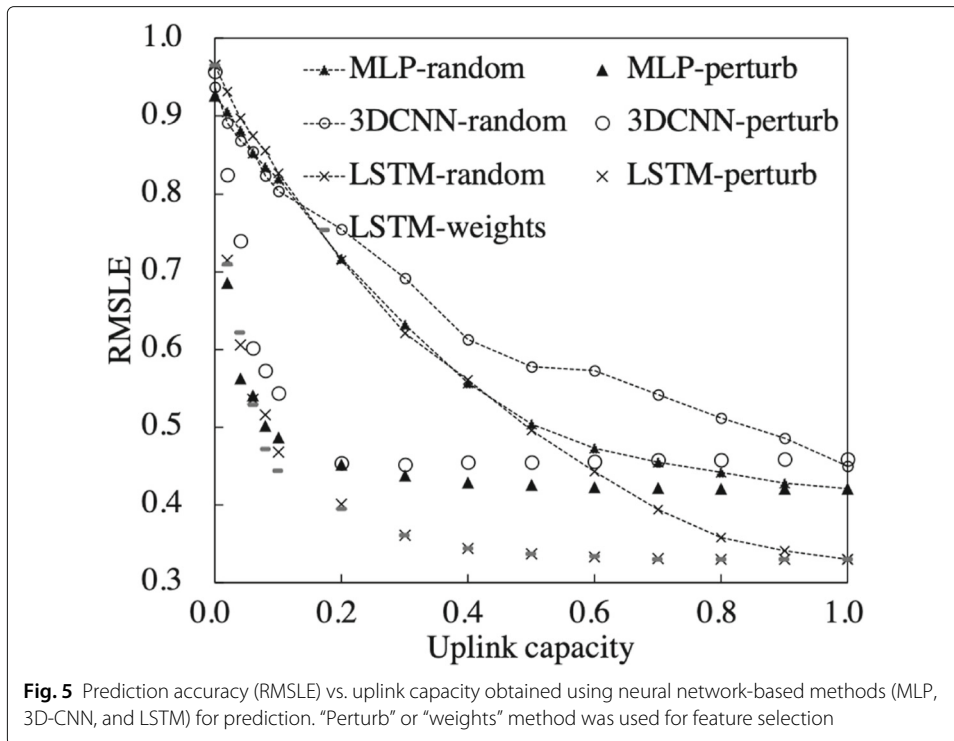 1.0
0.9
0.8
0.7
0.6
0.5
0.4
0.3
RMSLE
MLP-random
MLP-perturb
3DCNN-random
3DCNN-perturb
LSTM-random
LSTM-perturb
LSTM-weights
0.0 0.2 0.4 0.6 0.8 1.0
Uplink capacity
Fig. 5 Prediction accuracy (RMSLE) vs. uplink capacity obtained using neural network-based methods (MLP,
3D-CNN, and LSTM) for prediction. “Perturb” or “weights” method was used for feature selection